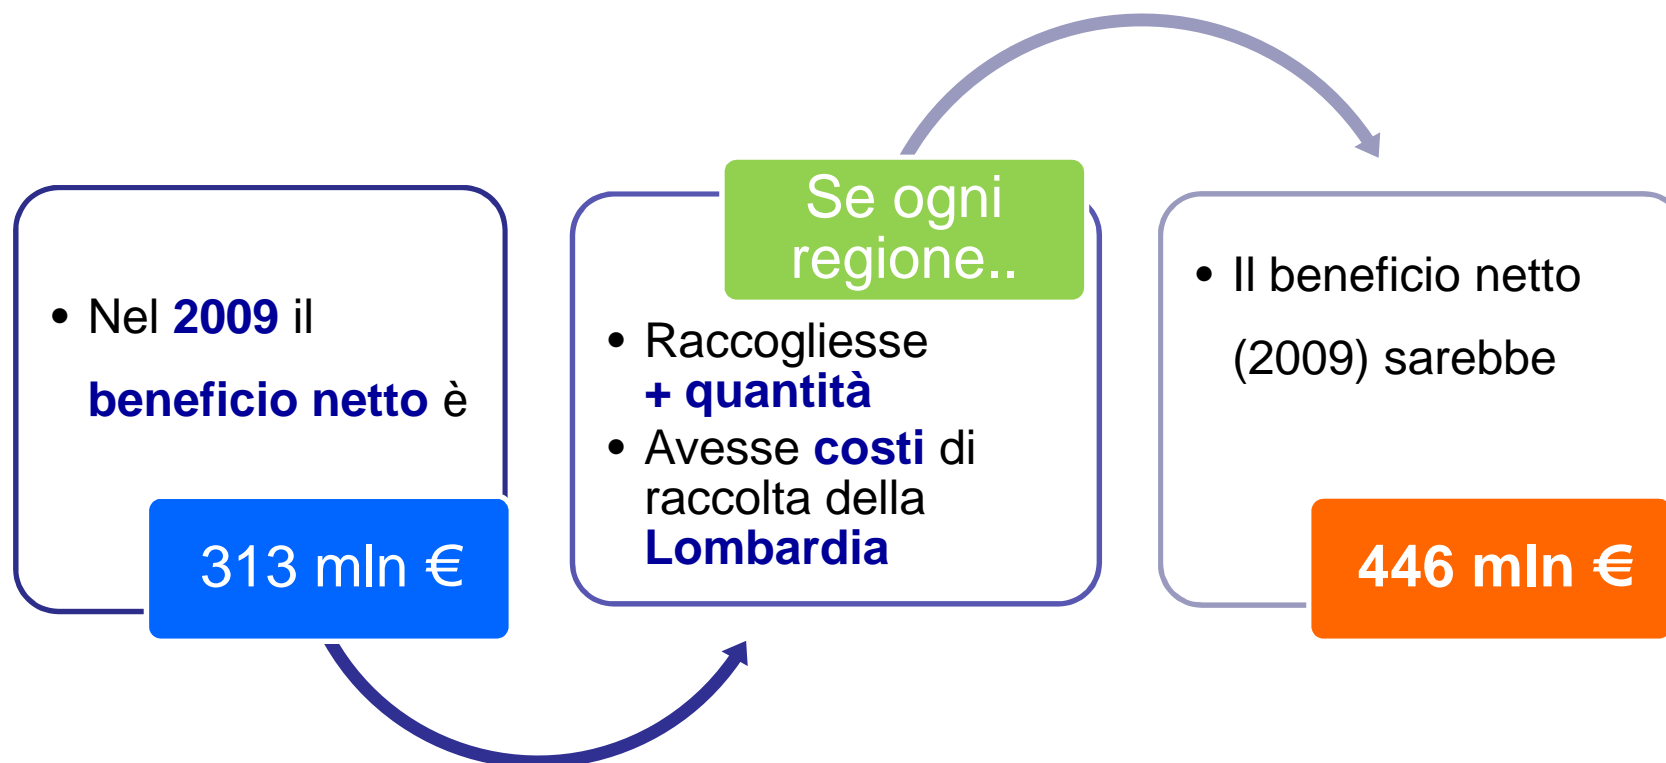 • Nel 2009 il
beneficio netto è
313 mln €
Se ogni
regione..
• Raccogliesse
+ quantità
• Avesse costi di
raccolta della
Lombardia
• Il beneficio netto
(2009) sarebbe
446 mln €